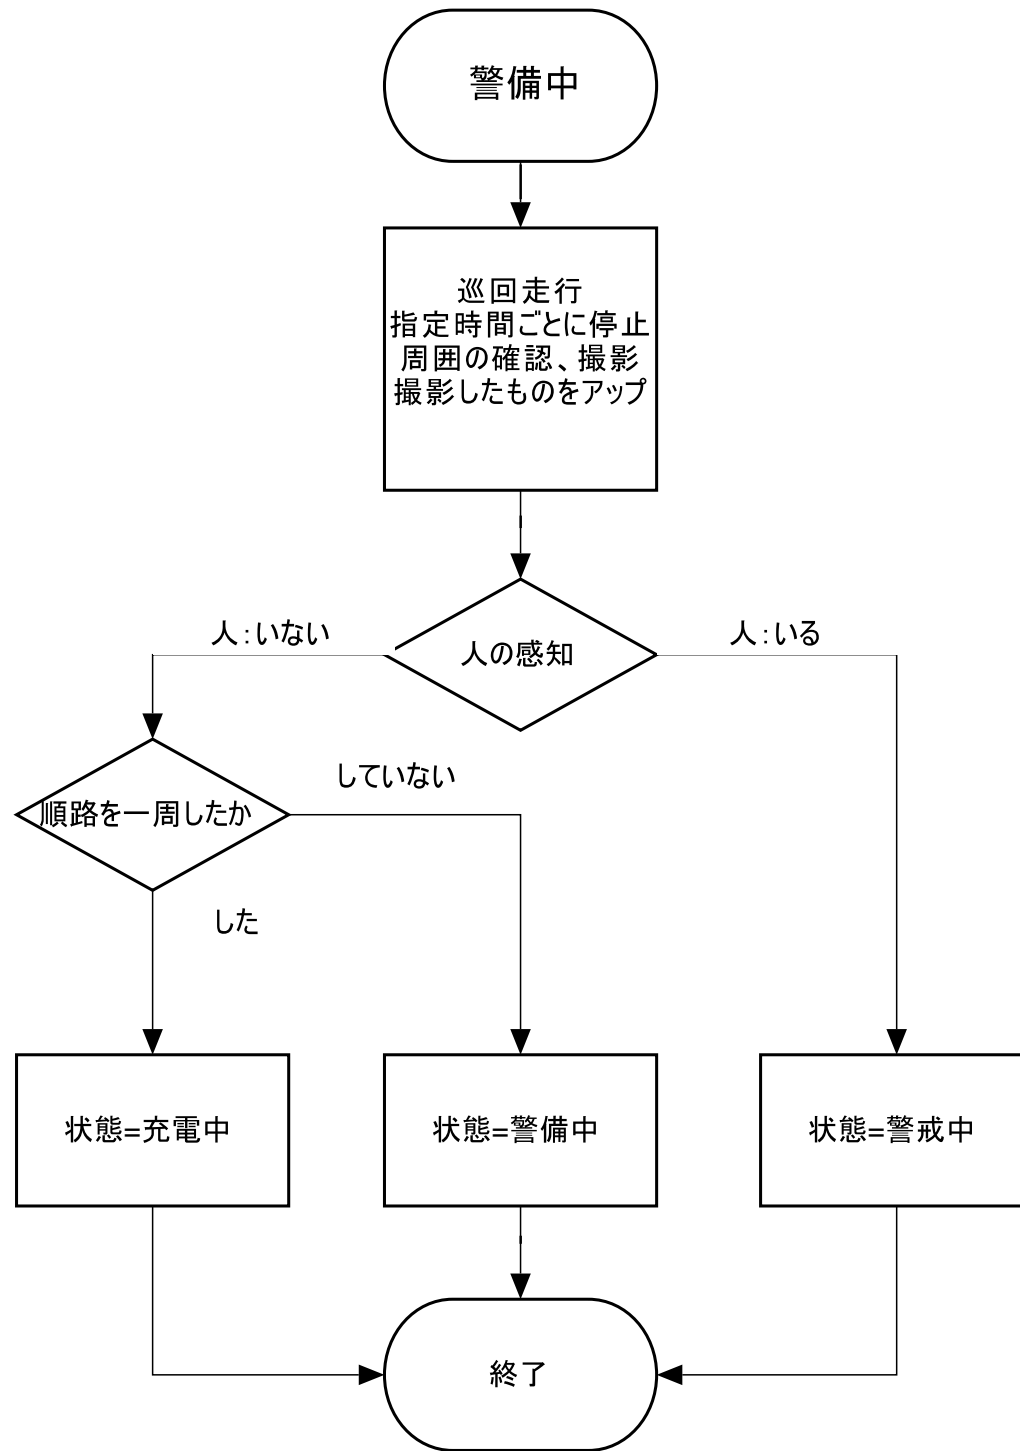 警備中
巡回走行
指定時間ごとに停止
周囲の確認、撮影
撮影したものをアップ
人の感知
人:いない
人:いる
順路を一周したか
していない
した
状態=充電中
状態=警備中
状態=警戒中
終了